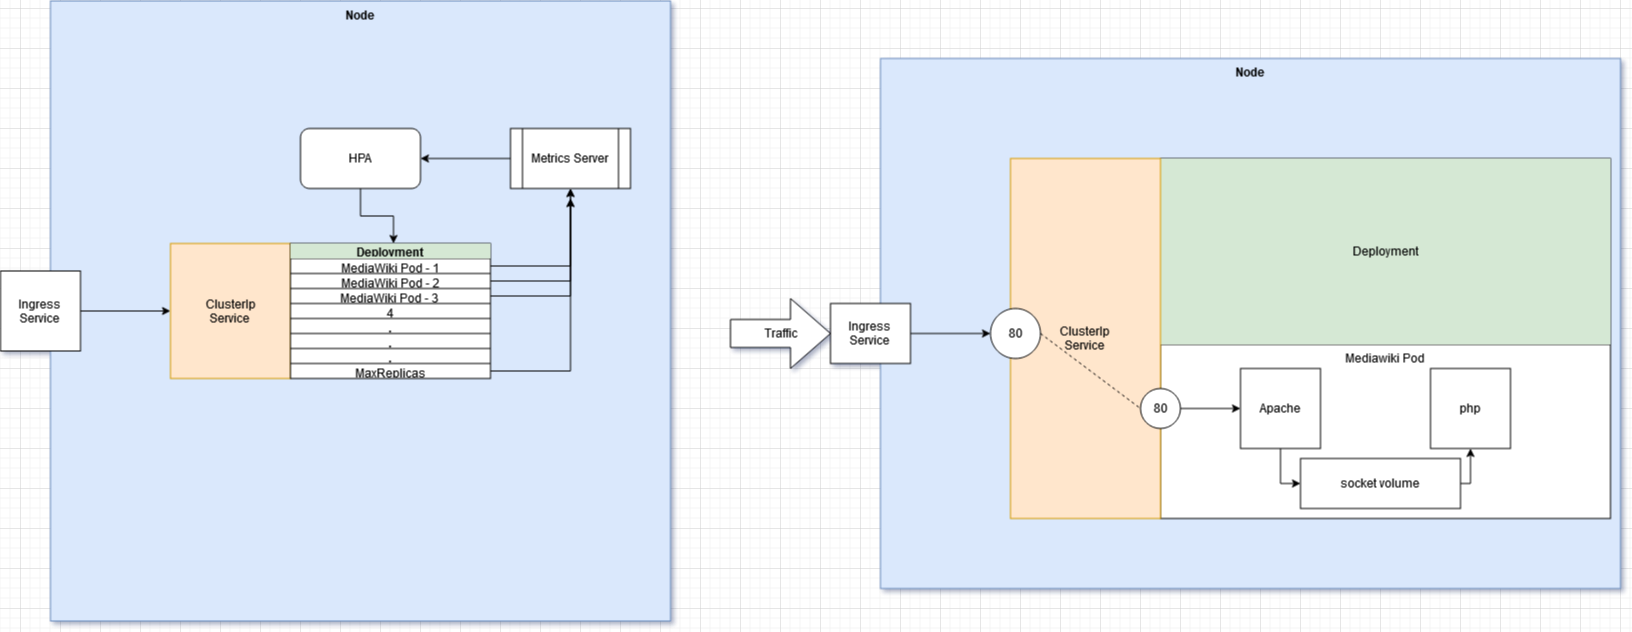 Node
HPA
Metrics Server
Deployment
MediaWiki Pod - 1
MediaWiki Pod - 2
MediaWiki Pod - 3
4
.
.
.
MaxReplicas
Ingress
Service
ClusterIp
Service
Node
Deployment
Traffic
Ingress
Service
80
ClusterIp
Service
Mediawiki Pod
80
Apache
php
socket volume